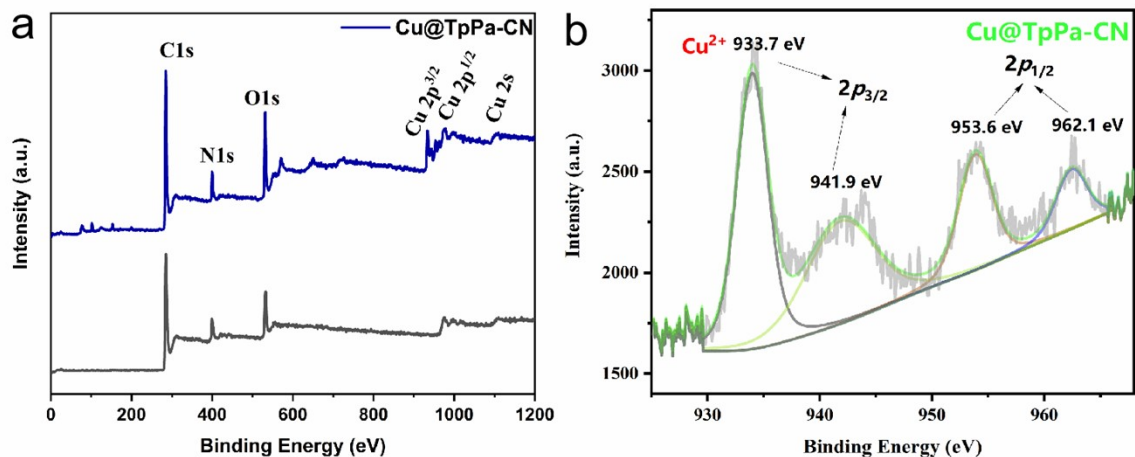 a
Cu@TpPa-CN
C1s
N1s
O1s
Cu 2p3/2
Cu 2p1/2
Cu 2s
Intensity (a.u.)
0 200 400 600 800 1000 1200
Binding Energy (eV)
b
Cu@TpPa-CN
Cu2+
933.7 eV
2p3/2
941.9 eV
2p1/2
953.6 eV
962.1 eV
Intensity (a.u.)
3000
2500
2000
1500
930 940 950 960
Binding Energy (eV)